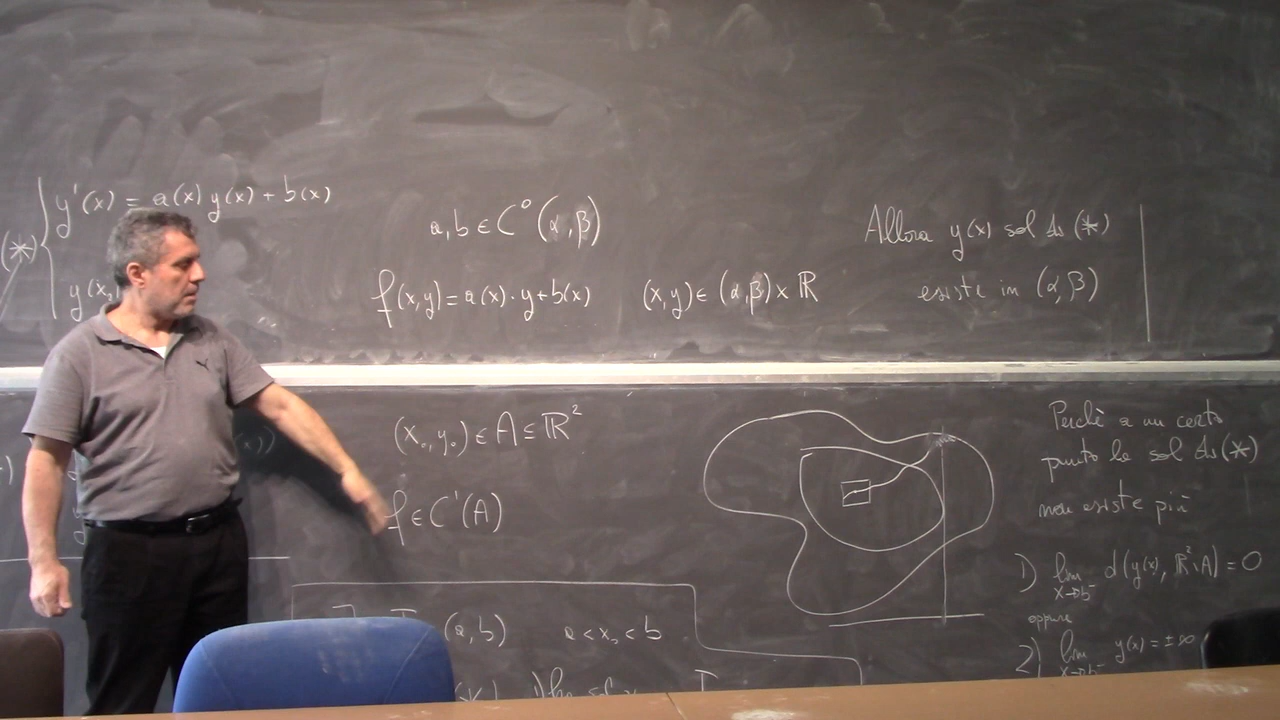 y'(x) = a(x) y(x) + b(x)
(*)
y(x₀)
a, b ∈ C⁰ (α, β)
f(x,y) = a(x) · y + b(x) (x,y) ∈ (α, β) × ℝ
Allora y(x) sol di (*)
esiste in (α, β)
(x₀, y₀) ∈ A ⊆ ℝ²
f ∈ C¹(A)
(a, b) a < x₀ < b
Perchè a un certo
punto la sol di (*)
non esiste più
1) lim d(y(x), ℝ² \ A) = 0
x→b⁻
oppure
2) lim y(x) = ±∞
x→b⁻